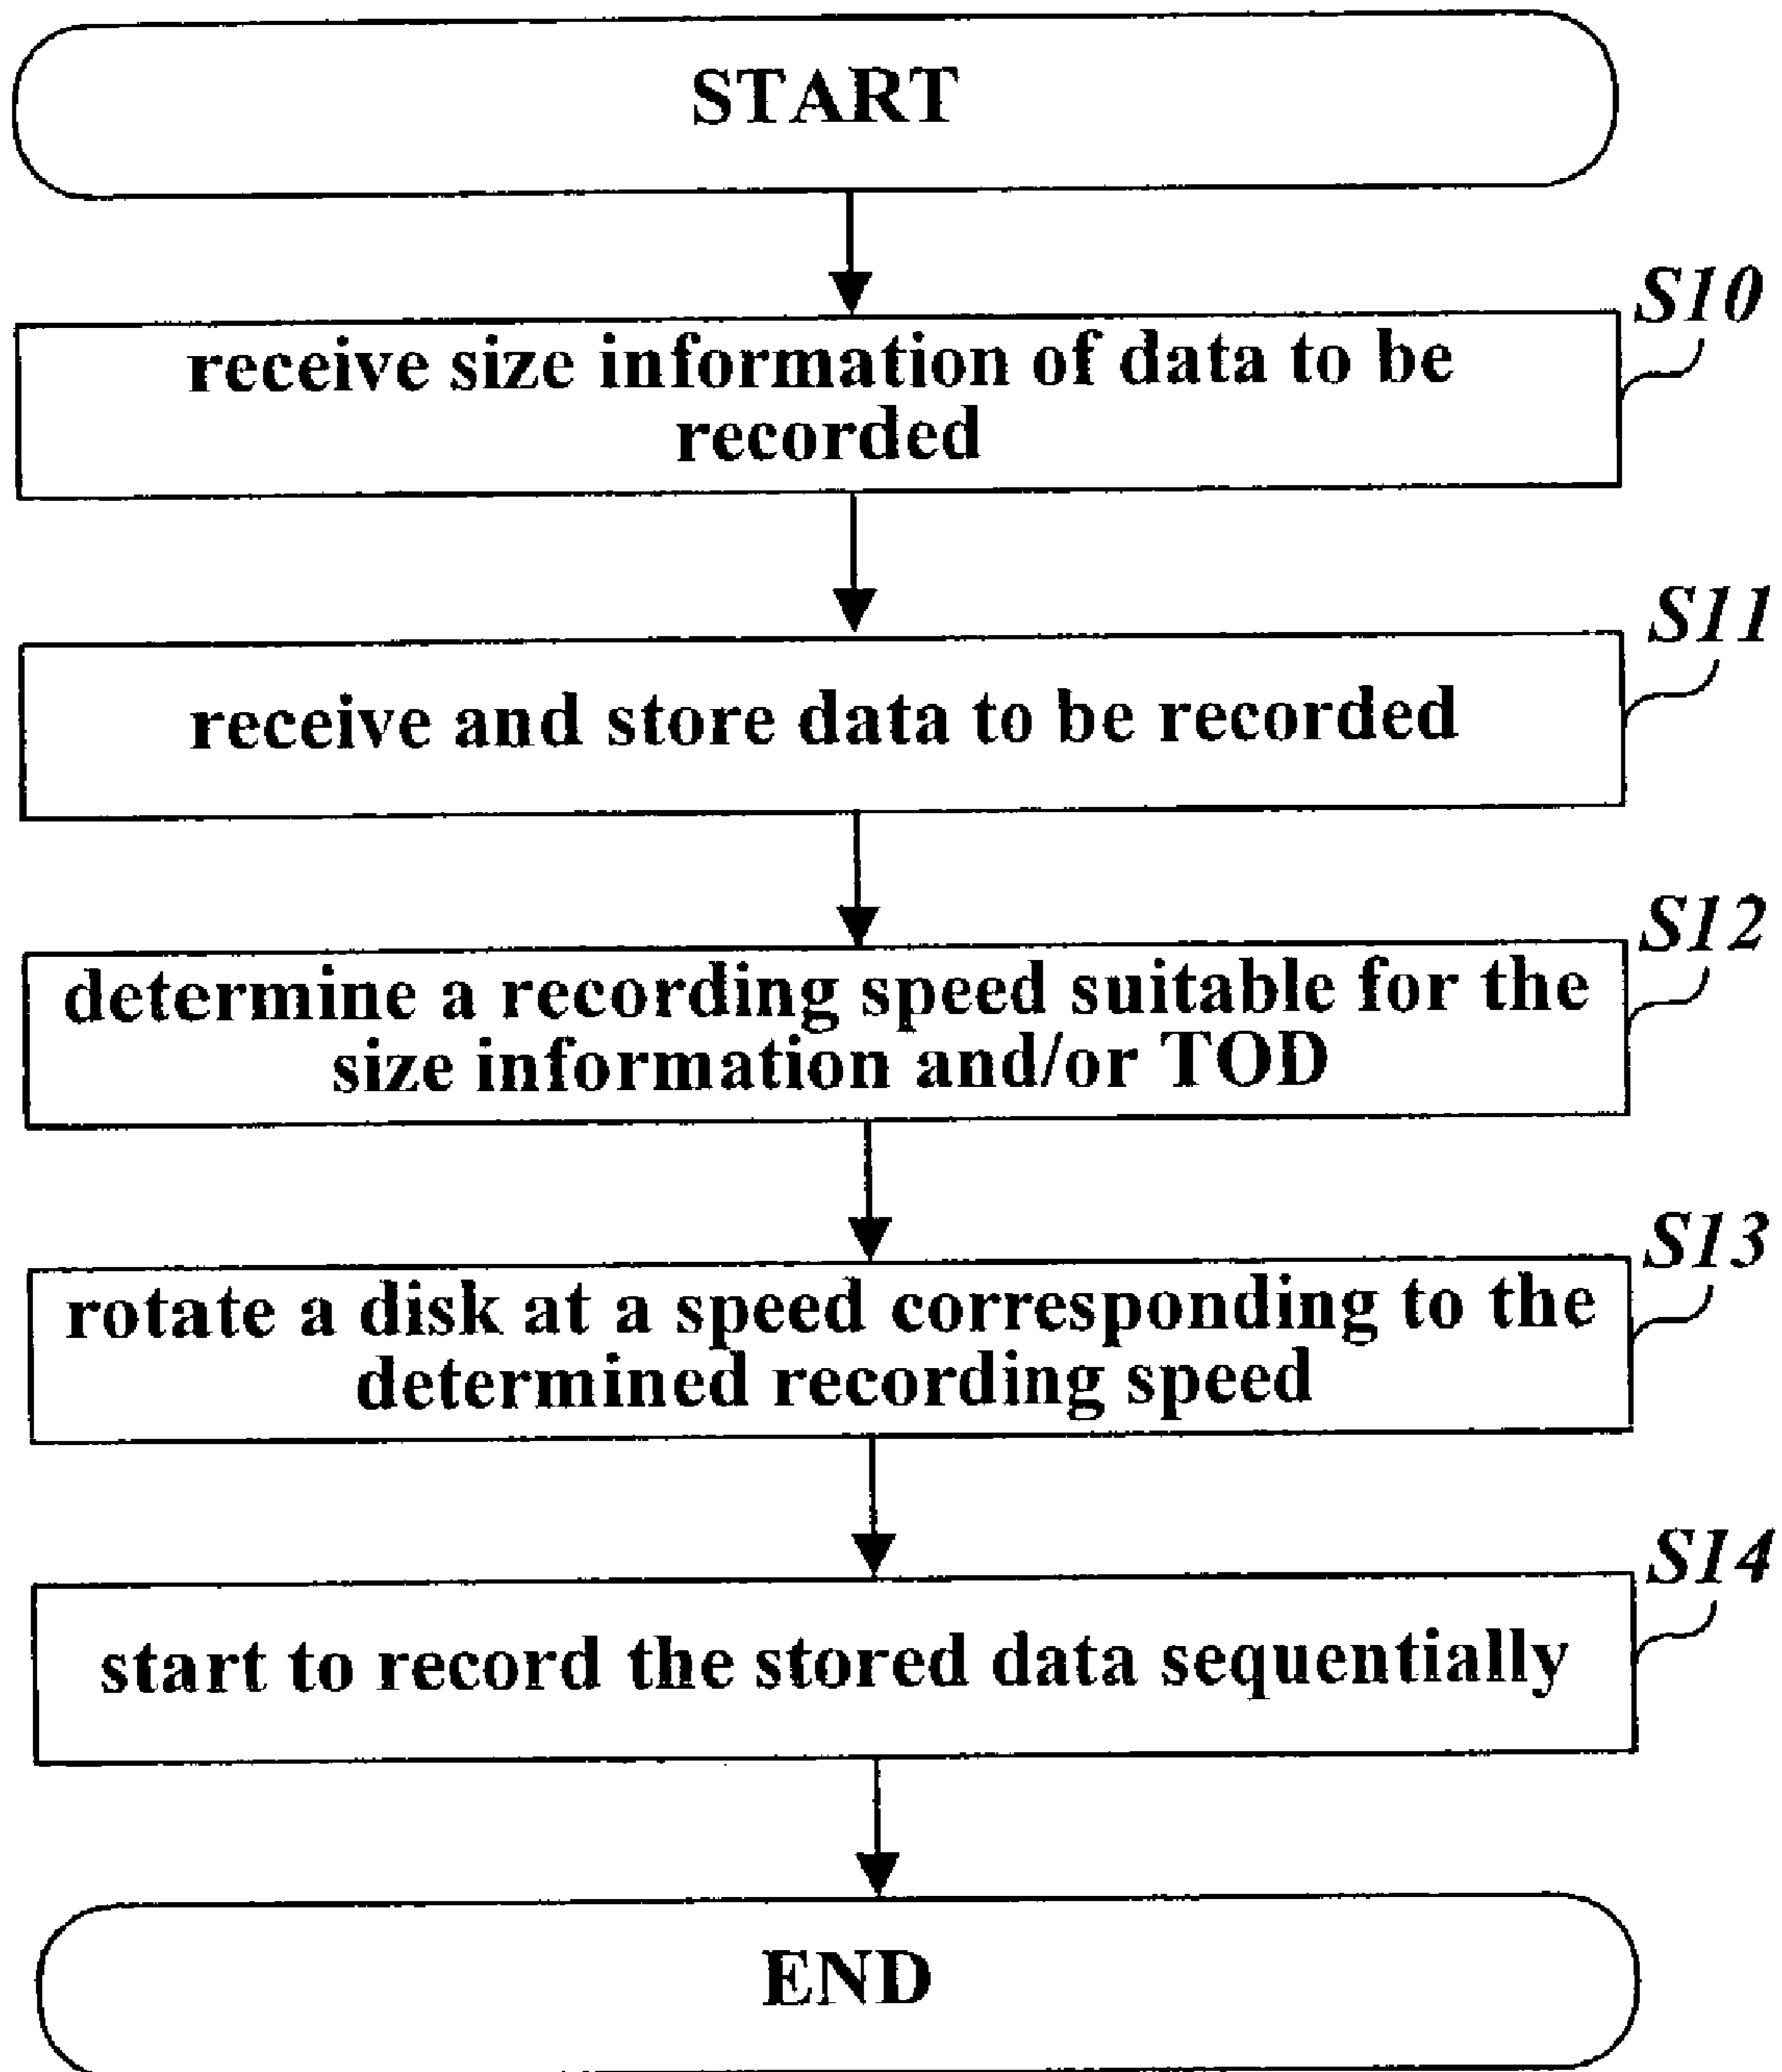 START
S10
receive size information of data to be
recorded
S11
receive and store data to be recorded
S12
determine a recording speed suitable for the
size information and/or TOD
S13
rotate a disk at a speed corresponding to the
determined recording speed
S14
start to record the stored data sequentially
END